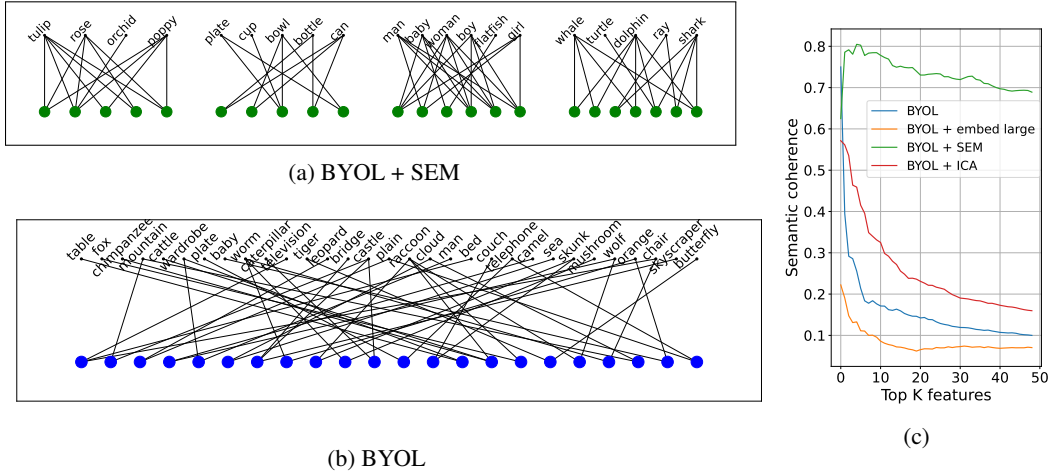 tulip rose orchid poppy plate cup bowl bottle can man baby woman boy flatfish girl whale turtle dolphin ray shark
(a) BYOL + SEM
table fox chimpanzee mountain cattle wardrobe plate baby worm caterpillar television tiger leopard bridge castle plain raccoon cloud man bed couch telephone camel sea skunk mushroom wolf orange chair skyscraper butterfly
(b) BYOL
Semantic coherence
0.8
0.7
0.6
0.5
0.4
0.3
0.2
0.1
BYOL
BYOL + embed large
BYOL + SEM
BYOL + ICA
0 10 20 30 40 50
Top K features
(c)